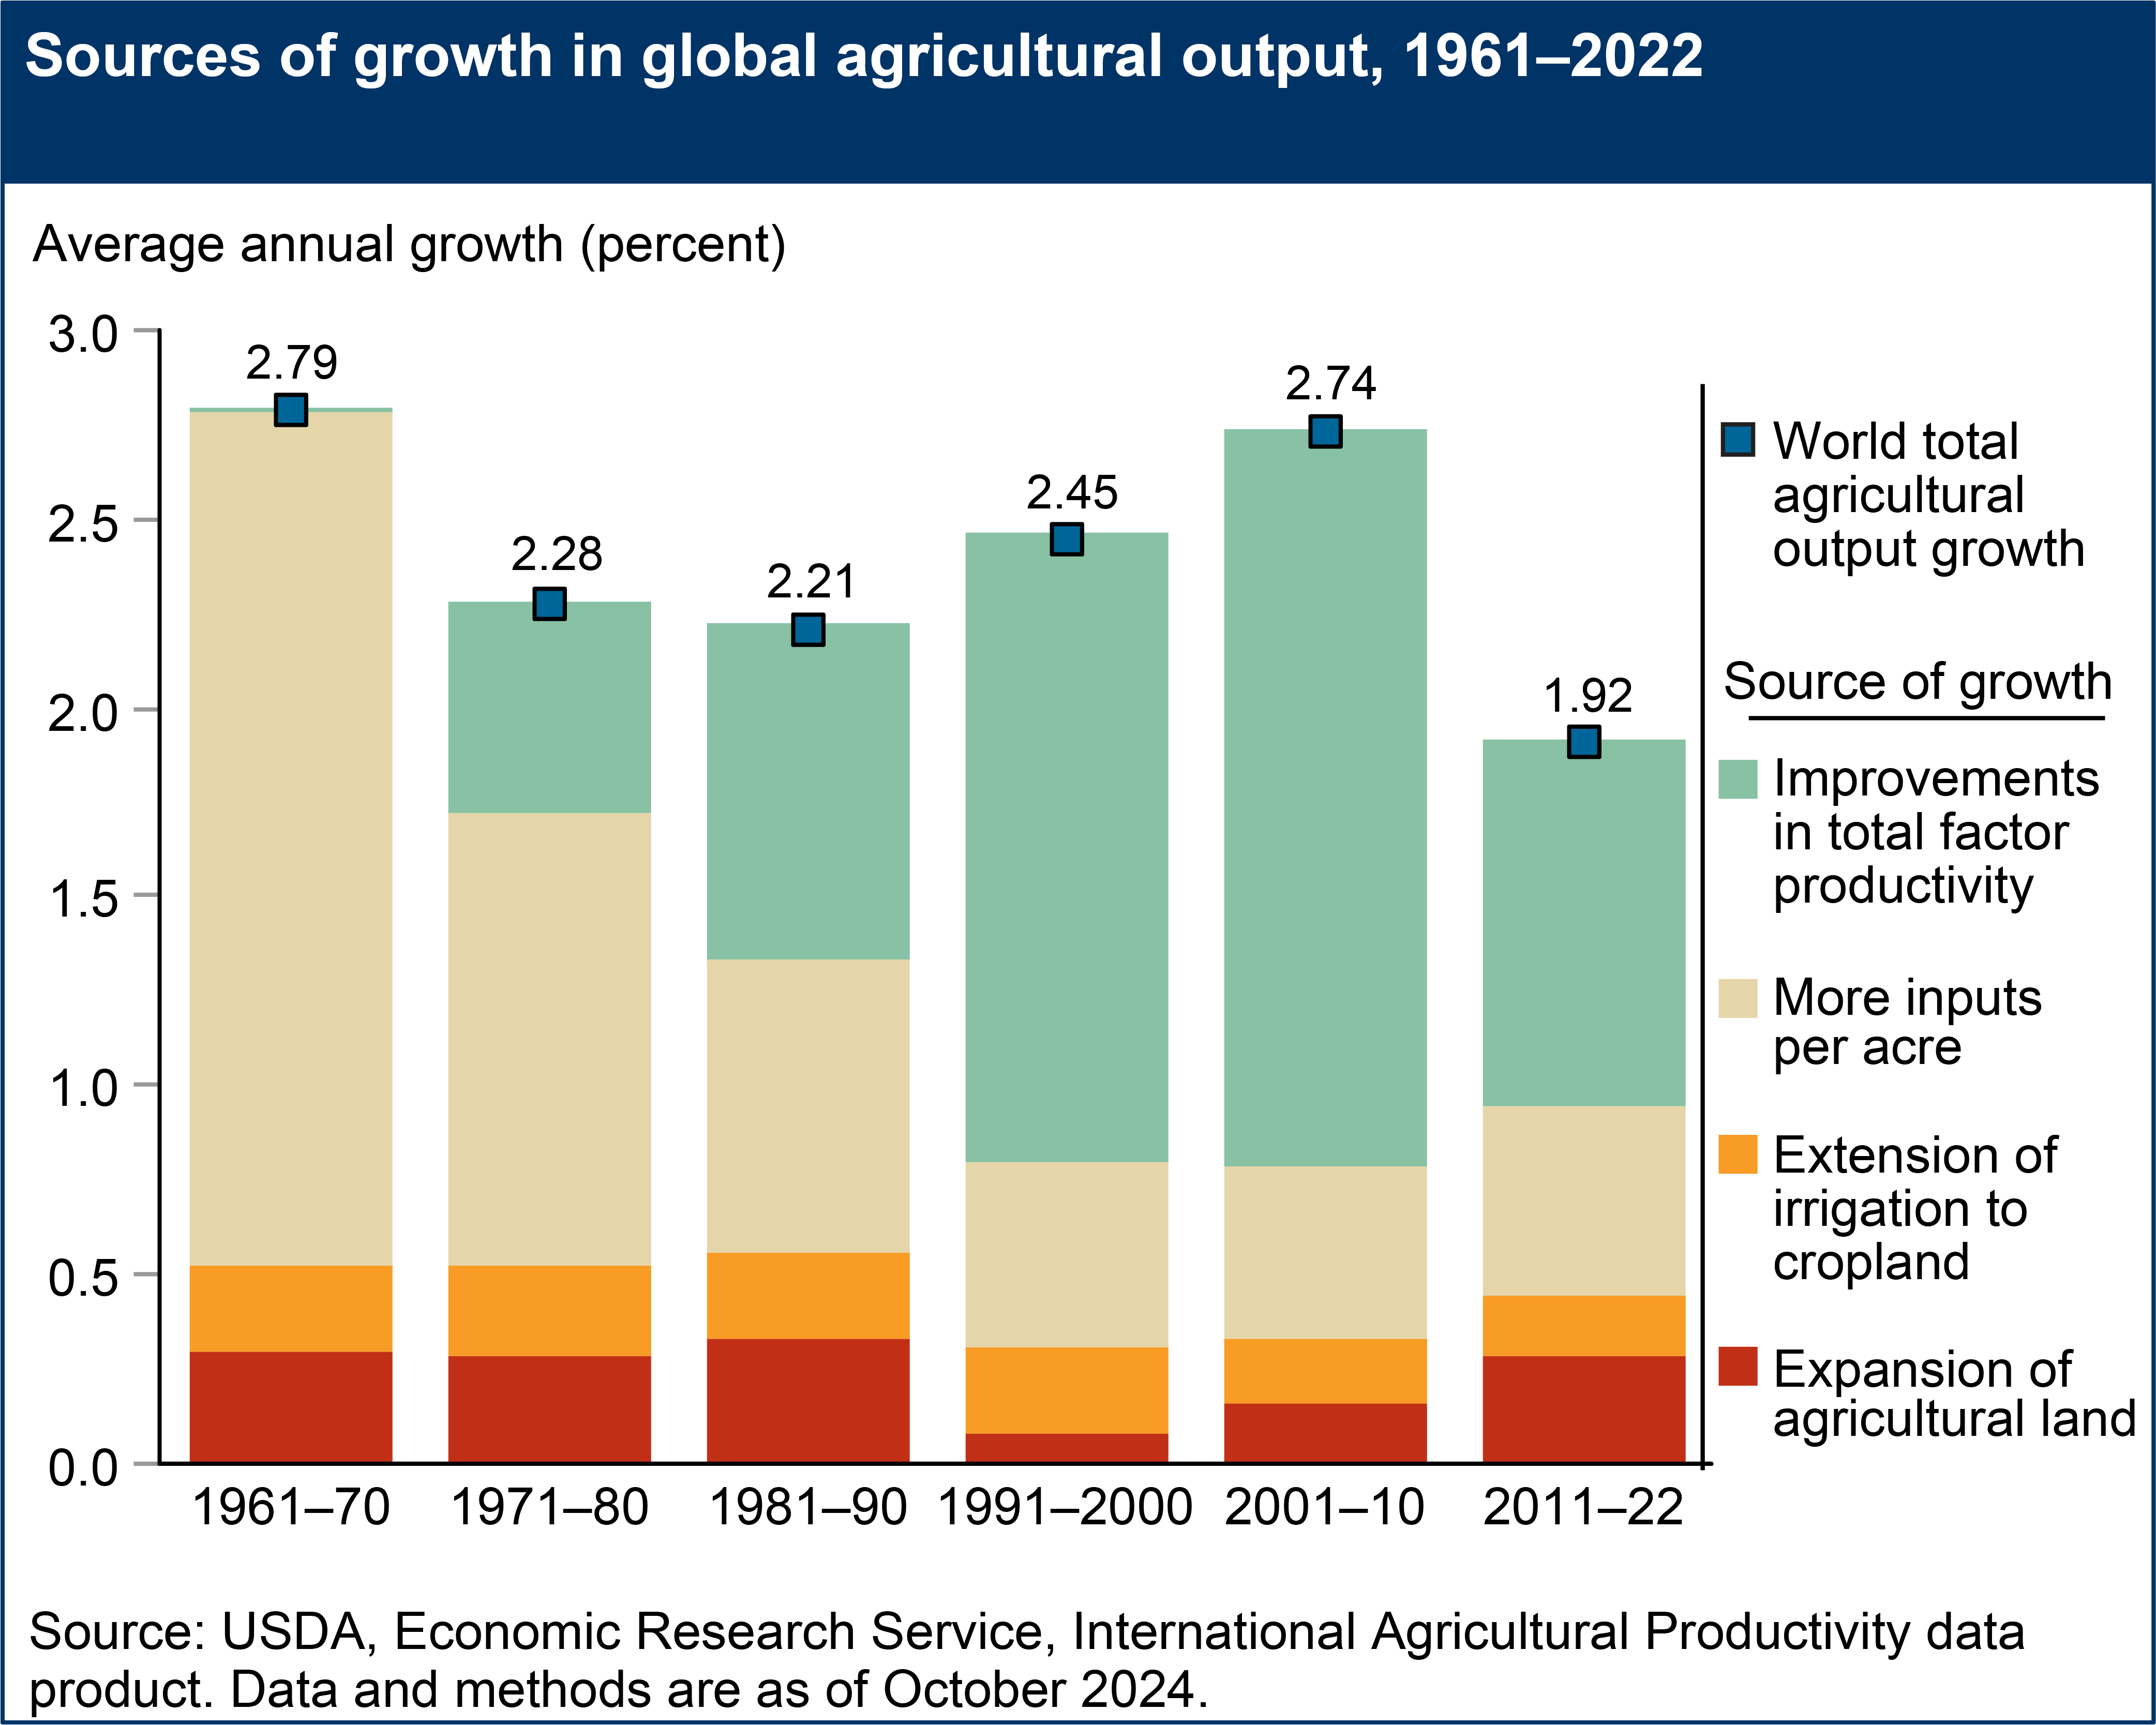 Sources of growth in global agricultural output, 1961–2022
Average annual growth (percent)
3.0
2.5
2.0
1.5
1.0
0.5
0.0
2.79
2.28
2.21
2.45
2.74
1.92
1961–70
1971–80
1981–90
1991–2000
2001–10
2011–22
World total
agricultural
output growth
Source of growth
Improvements
in total factor
productivity
More inputs
per acre
Extension of
irrigation to
cropland
Expansion of
agricultural land
Source: USDA, Economic Research Service, International Agricultural Productivity data
product. Data and methods are as of October 2024.